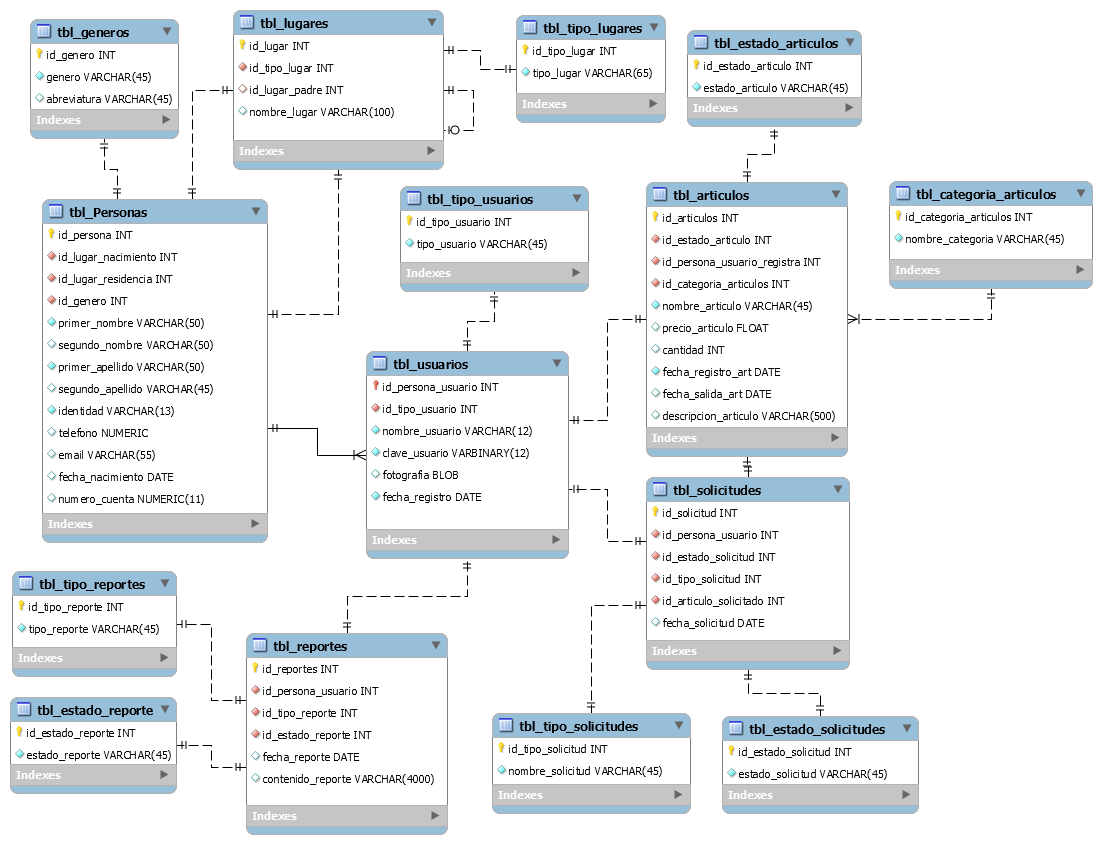 tbl_generos
id_genero INT
genero VARCHAR(45)
abreviatura VARCHAR(45)
Indexes
tbl_lugares
id_lugar INT
id_tipo_lugar INT
id_lugar_padre INT
nombre_lugar VARCHAR(100)
Indexes
tbl_tipo_lugares
id_tipo_lugar INT
tipo_lugar VARCHAR(65)
Indexes
tbl_estado_articulos
id_estado_articulo INT
estado_articulo VARCHAR(45)
Indexes
tbl_Personas
id_persona INT
id_lugar_nacimiento INT
id_lugar_residencia INT
id_genero INT
primer_nombre VARCHAR(50)
segundo_nombre VARCHAR(50)
primer_apellido VARCHAR(50)
segundo_apellido VARCHAR(45)
identidad VARCHAR(13)
telefono NUMERIC
email VARCHAR(55)
fecha_nacimiento DATE
numero_cuenta NUMERIC(11)
Indexes
tbl_tipo_usuarios
id_tipo_usuario INT
tipo_usuario VARCHAR(45)
Indexes
tbl_articulos
id_articulos INT
id_estado_articulo INT
id_persona_usuario_registra INT
id_categoria_articulos INT
nombre_articulo VARCHAR(45)
precio_articulo FLOAT
cantidad INT
fecha_registro_art DATE
fecha_salida_art DATE
descripcion_articulo VARCHAR(500)
Indexes
tbl_categoria_articulos
id_categoria_articulos INT
nombre_categoria VARCHAR(45)
Indexes
tbl_usuarios
id_persona_usuario INT
id_tipo_usuario INT
nombre_usuario VARCHAR(12)
clave_usuario VARBINARY(12)
fotografia BLOB
fecha_registro DATE
Indexes
tbl_solicitudes
id_solicitud INT
id_persona_usuario INT
id_estado_solicitud INT
id_tipo_solicitud INT
id_articulo_solicitado INT
fecha_solicitud DATE
Indexes
tbl_tipo_reportes
id_tipo_reporte INT
tipo_reporte VARCHAR(45)
Indexes
tbl_estado_reporte
id_estado_reporte INT
estado_reporte VARCHAR(45)
Indexes
tbl_reportes
id_reportes INT
id_persona_usuario INT
id_tipo_reporte INT
id_estado_reporte INT
fecha_reporte DATE
contenido_reporte VARCHAR(4000)
Indexes
tbl_tipo_solicitudes
id_tipo_solicitud INT
nombre_solicitud VARCHAR(45)
Indexes
tbl_estado_solicitudes
id_estado_solicitud INT
estado_solicitud VARCHAR(45)
Indexes